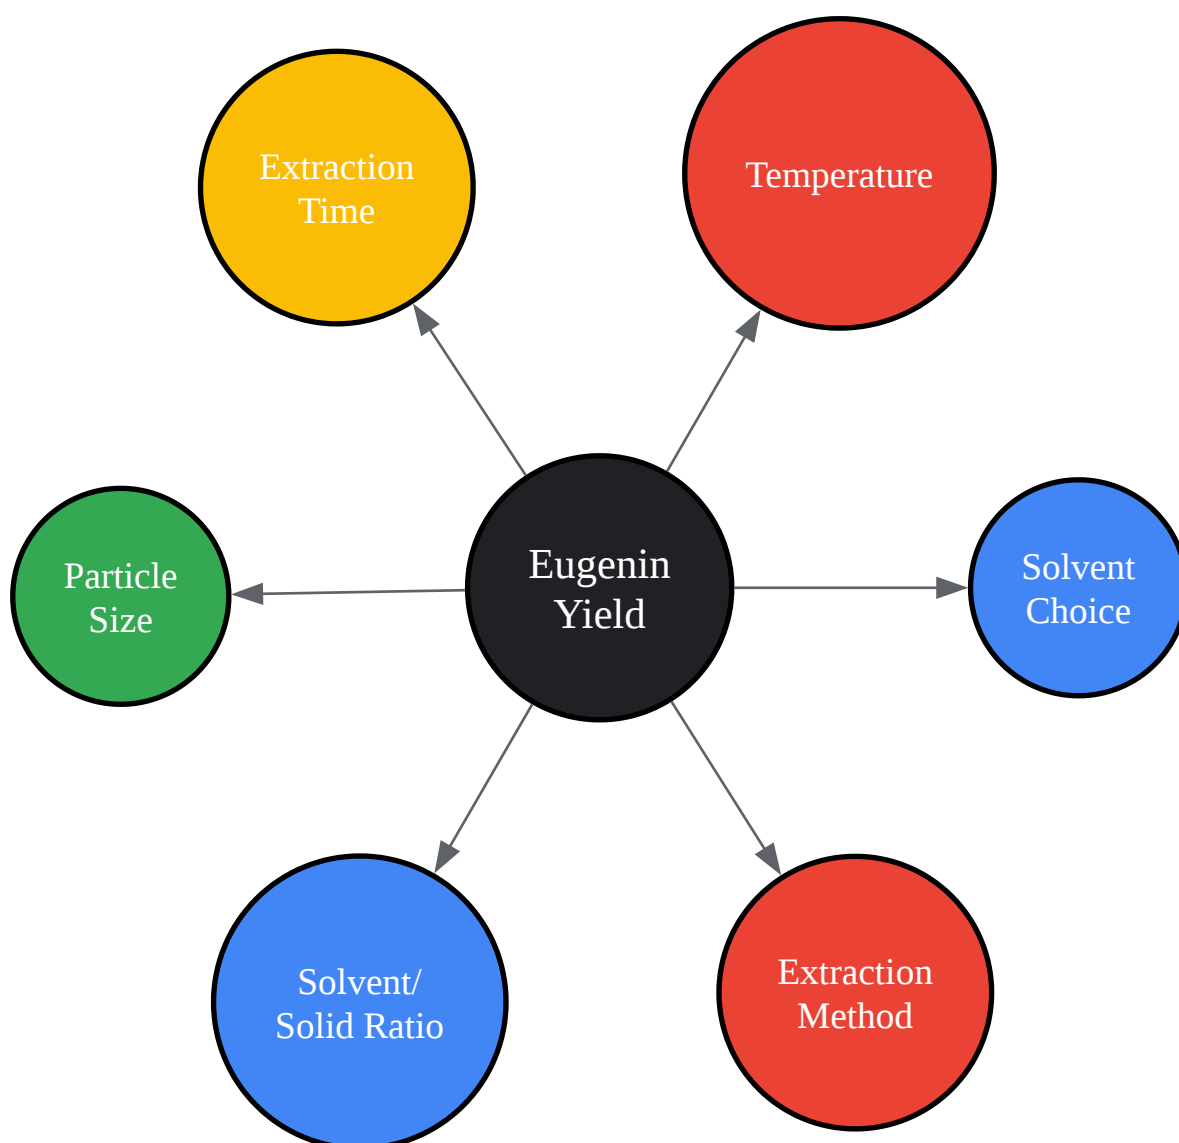 Extraction
Time
Temperature
Eugenin
Yield
Particle
Size
Solvent
Choice
Solvent/
Solid Ratio
Extraction
Method